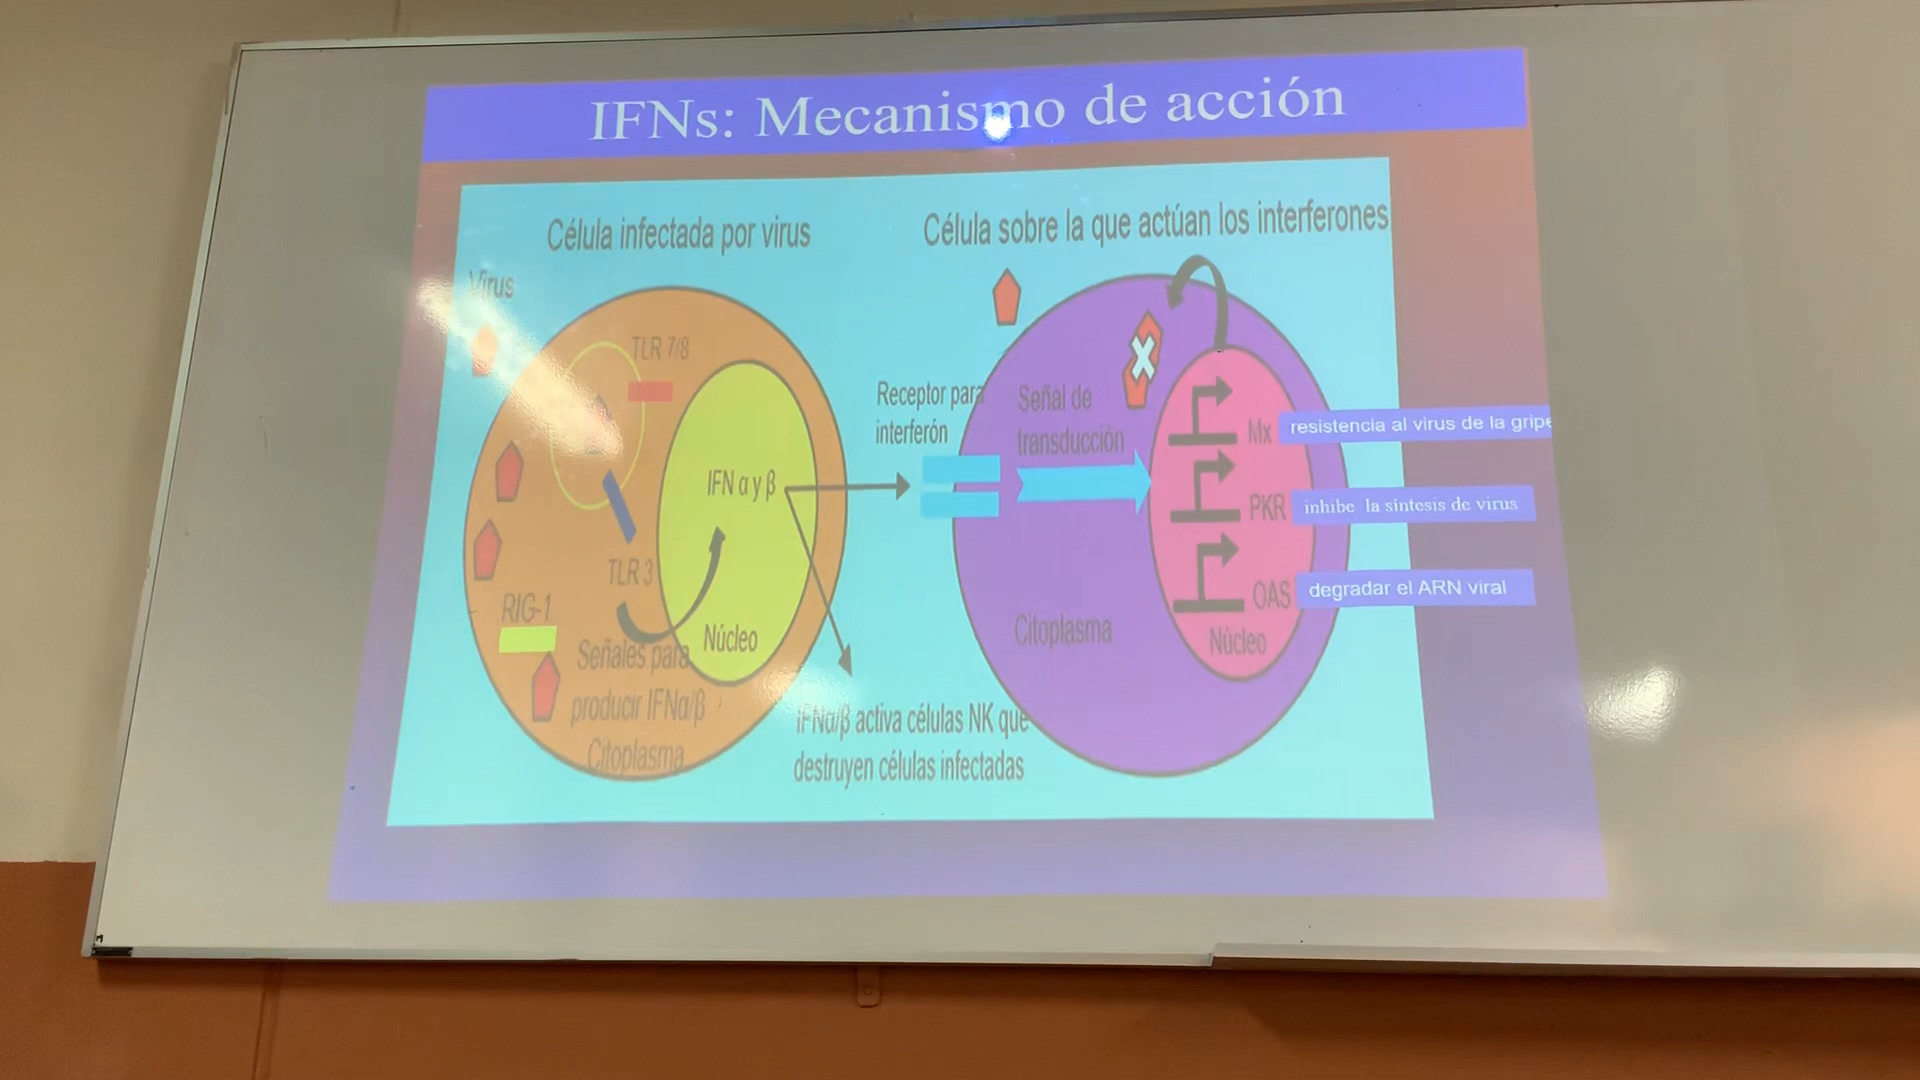 IFNs: Mecanismo de acción
Célula infectada por virus
Célula sobre la que actúan los interferones
Virus
TLR 7/8
Receptor para
interferón
Señal de
transducción
Mx
resistencia al virus de la gripe
IFN α y β
PKR
inhibe la síntesis de virus
TLR 3
OAS
degradar el ARN viral
RIG-1
Núcleo
Citoplasma
Núcleo
Señales para
producir IFNα/β
Citoplasma
IFNα/β activa células NK que
destruyen células infectadas